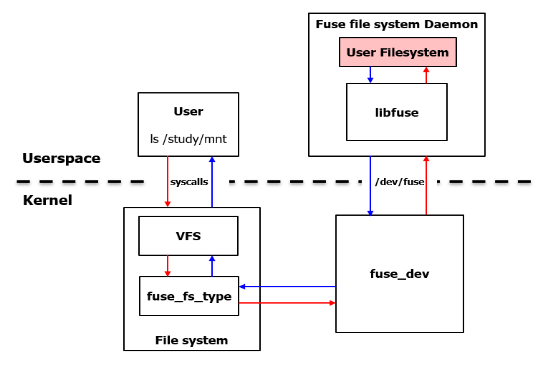 Fuse file system Daemon
User Filesystem
libfuse
User
ls /study/mnt
Userspace
syscalls
/dev/fuse
Kernel
VFS
fuse_fs_type
fuse_dev
File system